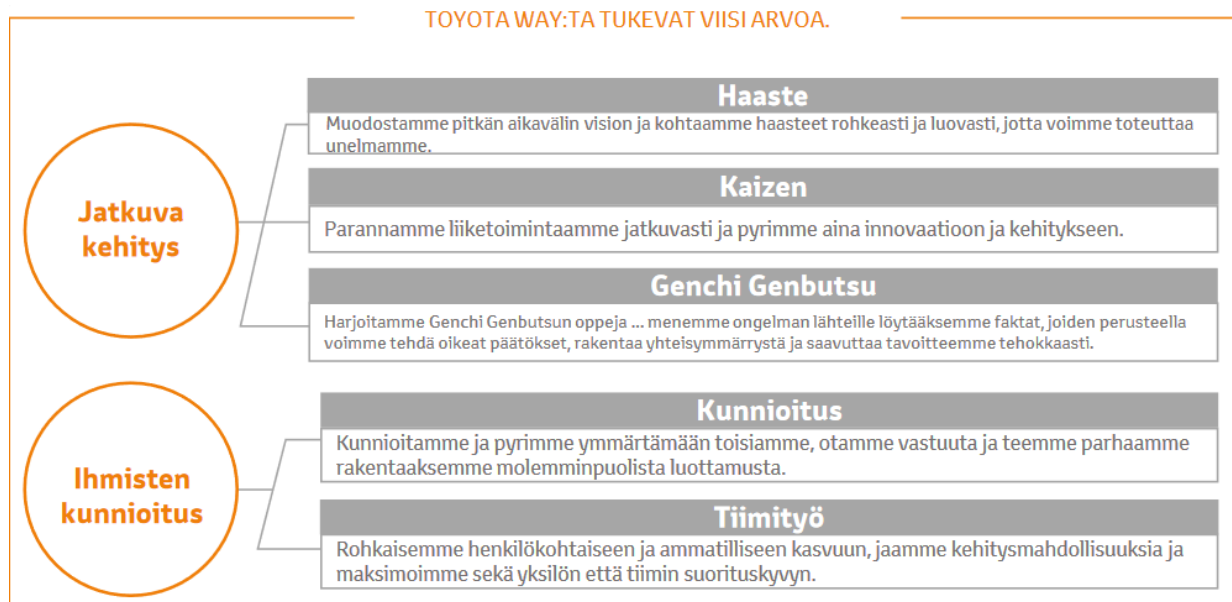 TOYOTA WAY:TA TUKEVAT VIISI ARVOA.
Jatkuva
kehitys
Haaste
Muodostamme pitkän aikavälin vision ja kohtaamme haasteet rohkeasti ja luovasti, jotta voimme toteuttaa
unelmamme.
Kaizen
Parannamme liiketoimintaamme jatkuvasti ja pyrimme aina innovaatioon ja kehitykseen.
Genchi Genbutsu
Harjoitamme Genchi Genbutsun oppeja ... menemme ongelman lähteille löytääksemme faktat, joiden perusteella
voimme tehdä oikeat päätökset, rakentaa yhteisymmärrystä ja saavuttaa tavoitteemme tehokkaasti.
Ihmisten
kunnioitus
Kunnioitus
Kunnioitamme ja pyrimme ymmärtämään toisiamme, otamme vastuuta ja teemme parhaamme
rakentaaksemme molemminpuolista luottamusta.
Tiimityö
Rohkaisemme henkilökohtaiseen ja ammatilliseen kasvuun, jaamme kehitysmahdollisuuksia ja
maksimoimme sekä yksilön että tiimin suorituskyvyn.